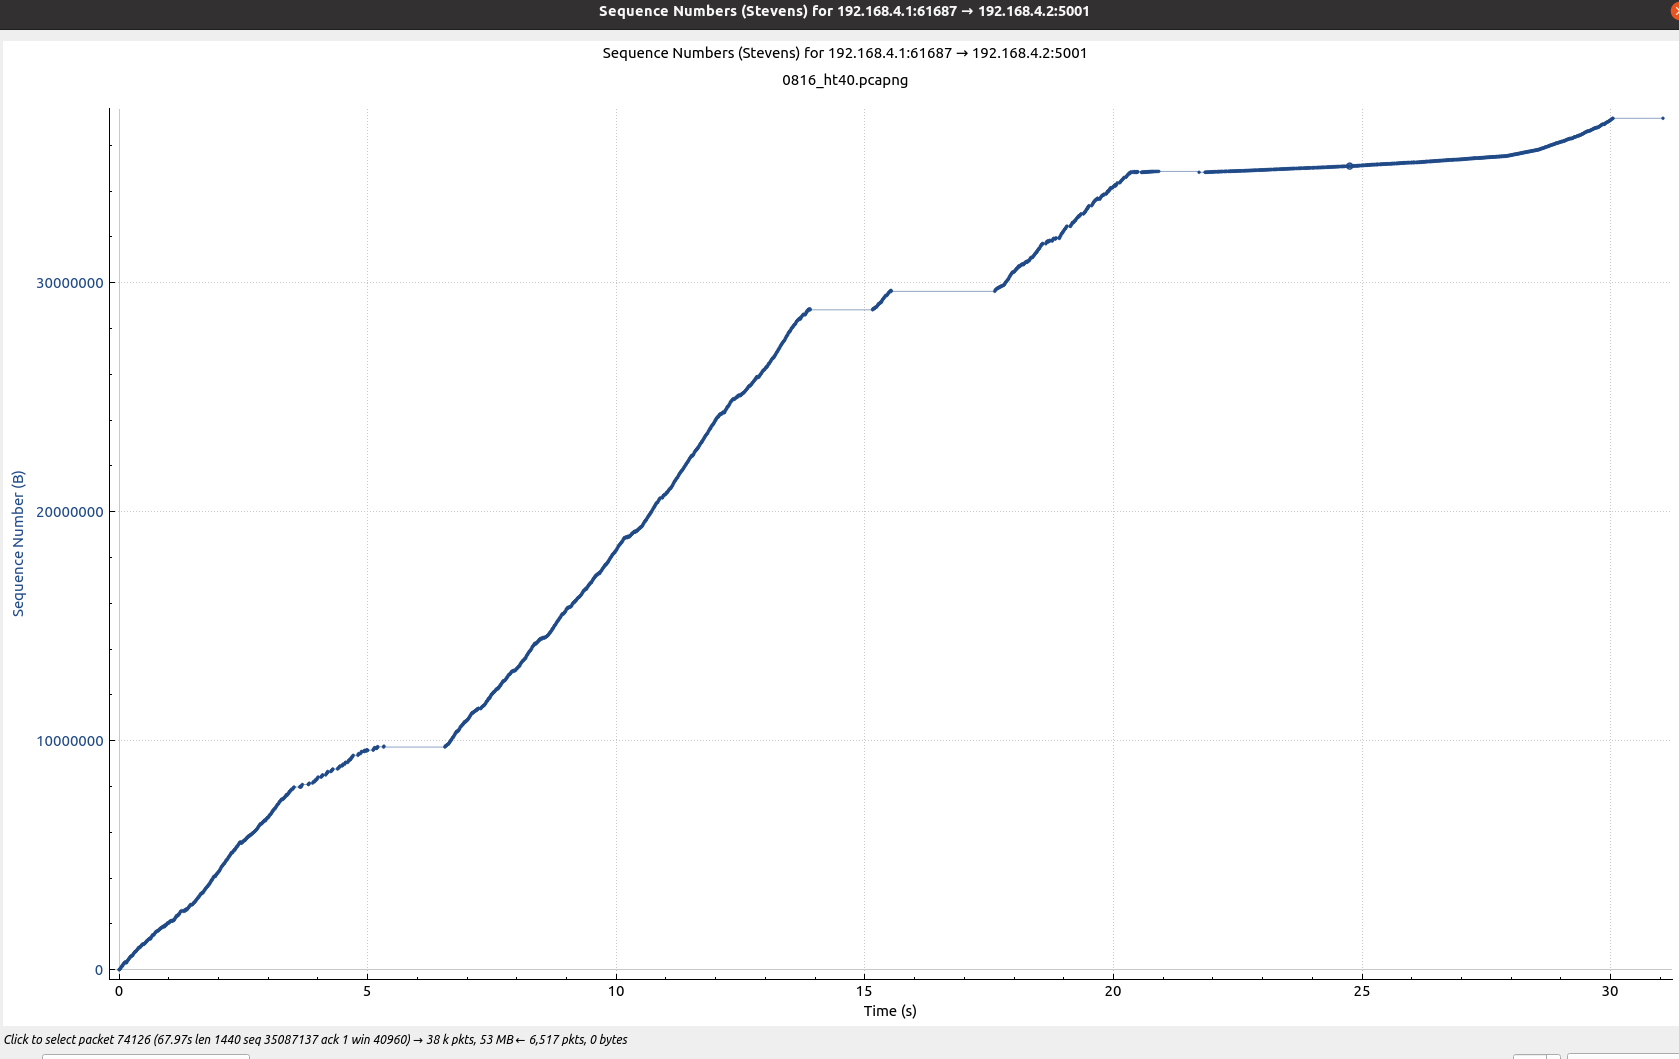 Sequence Numbers (Stevens) for 192.168.4.1:61687 → 192.168.4.2:5001
Sequence Numbers (Stevens) for 192.168.4.1:61687 → 192.168.4.2:5001
0816_ht40.pcapng
Sequence Number (B)
30000000
20000000
10000000
0
0 5 10 15 20 25 30
Time (s)
Click to select packet 74126 (67.97s len 1440 seq 35087137 ack 1 win 40960) → 38 k pkts, 53 MB ← 6,517 pkts, 0 bytes